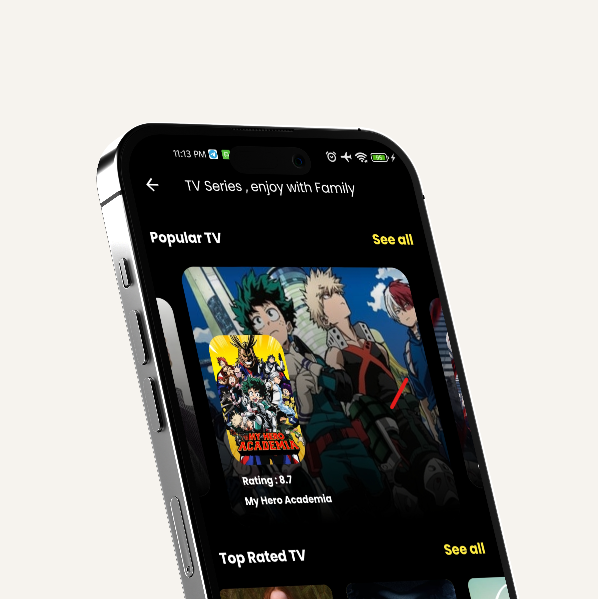 11:13 PM
TV Series , enjoy with Family
Popular TV
See all
MY HERO
ACADEMIA
Rating : 8.7
My Hero Academia
Top Rated TV
See all